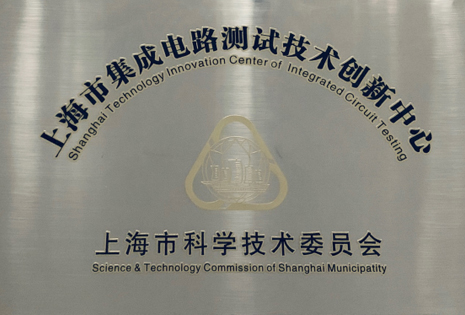 上海市集成电路测试技术创新中心
Shanghai Technology Innovation Center of Integrated Circuit Testing
上海市科学技术委员会
Science & Technology Commission of Shanghai Municipatity